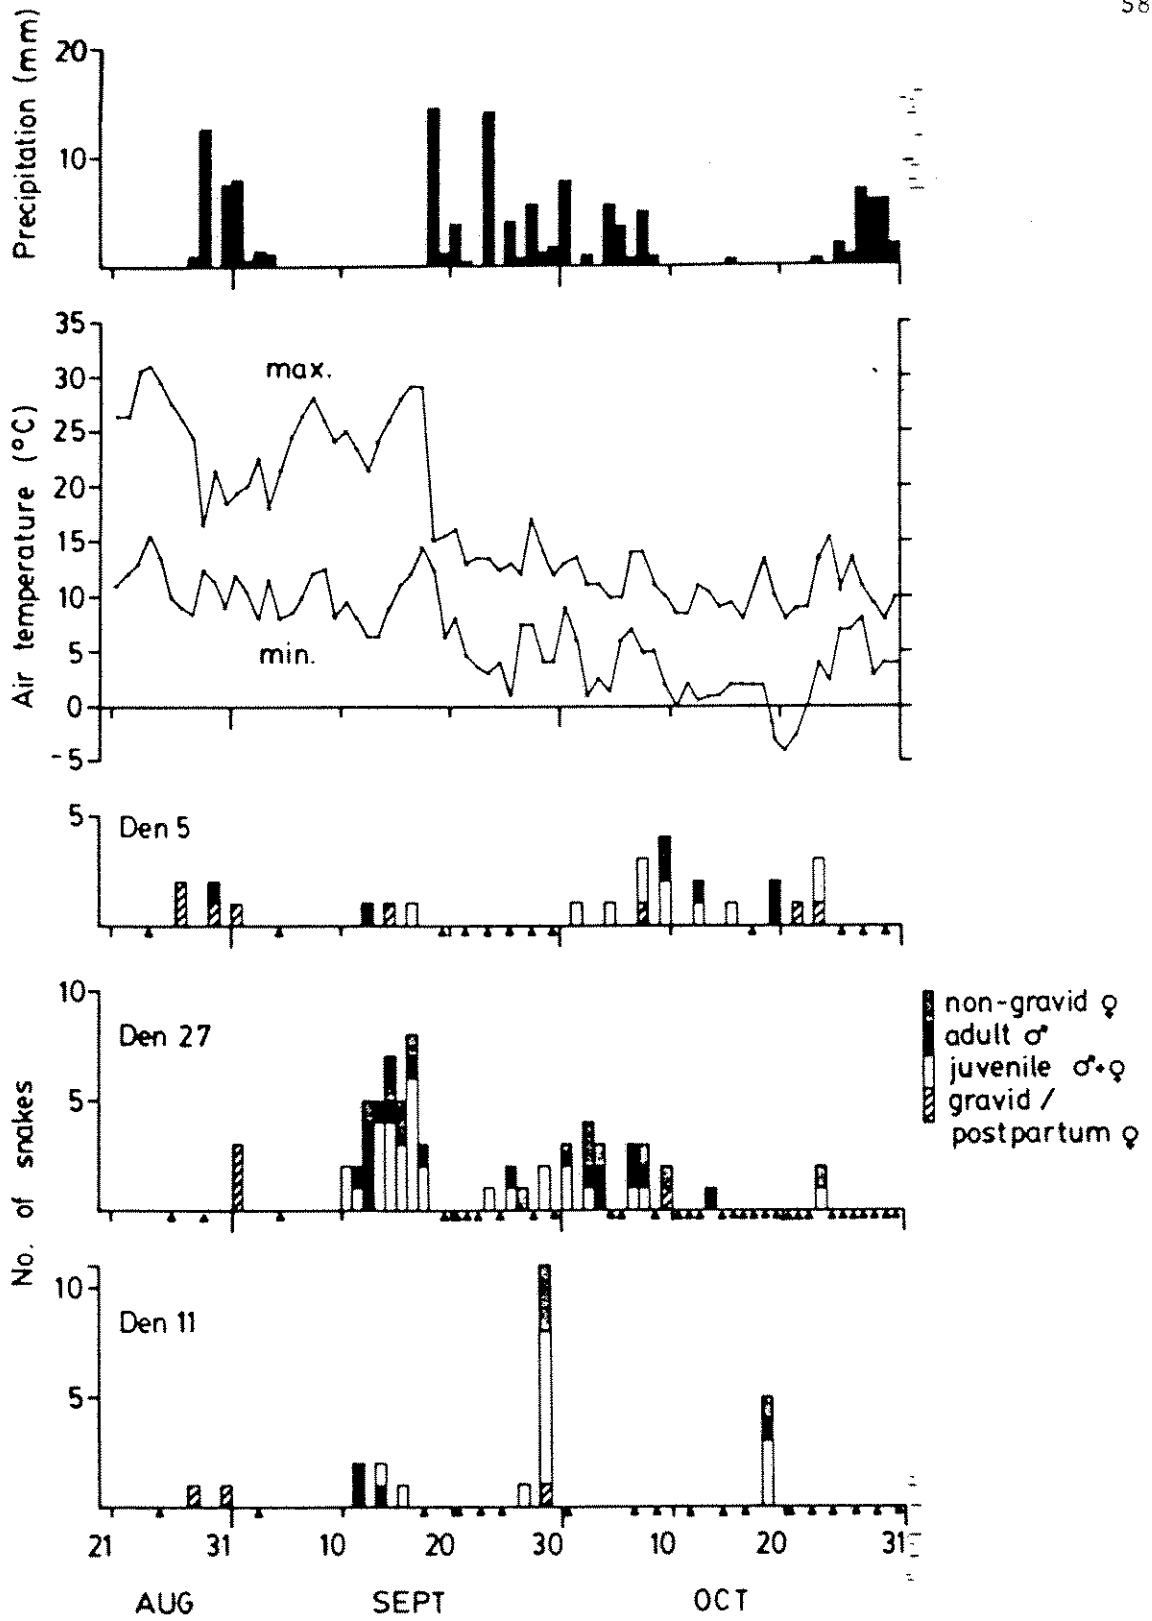 58
Precipitation (mm)
20
10
Air temperature (°C)
35
30
25
20
15
10
5
0
-5
max.
min.
No. of snakes
5
Den 5
10
5
Den 27
non-gravid ♀
adult ♂
juvenile ♂+♀
gravid /
postpartum ♀
10
5
Den 11
21 31 10 20 30 10 20 31
AUG SEPT OCT